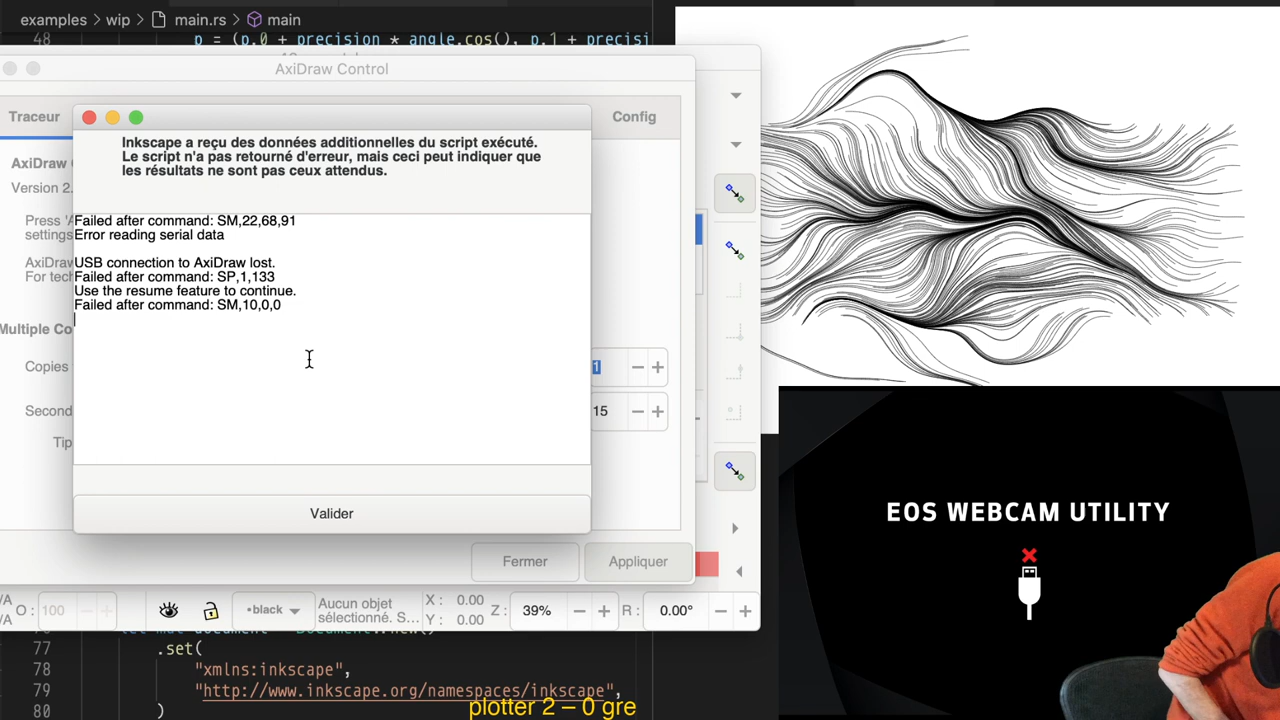 examples > wip > main.rs > main
48 p = (p.0 + precision * angle.cos(), p.1 + precisi
AxiDraw Control
Traceur
Config
Inkscape a reçu des données additionnelles du script exécuté.
Le script n'a pas retourné d'erreur, mais ceci peut indiquer que
les résultats ne sont pas ceux attendus.
AxiDraw
Version 2.
Press
settings
AxiDraw
For tech
Failed after command: SM,22,68,91
Error reading serial data
USB connection to AxiDraw lost.
Failed after command: SP,1,133
Use the resume feature to continue.
Failed after command: SM,10,0,0
Multiple Co
Copies
1
Second
15
Tip
Valider
Fermer
Appliquer
EOS WEBCAM UTILITY
/A
/A
O : 100
•black
Aucun objet
sélectionné. S...
X : 0.00
Y : 0.00
Z : 39%
R : 0.00°
77 .set(
78 "xmlns:inkscape",
79 "http://www.inkscape.org/namespaces/inkscape",
80 )
plotter 2 – 0 gre